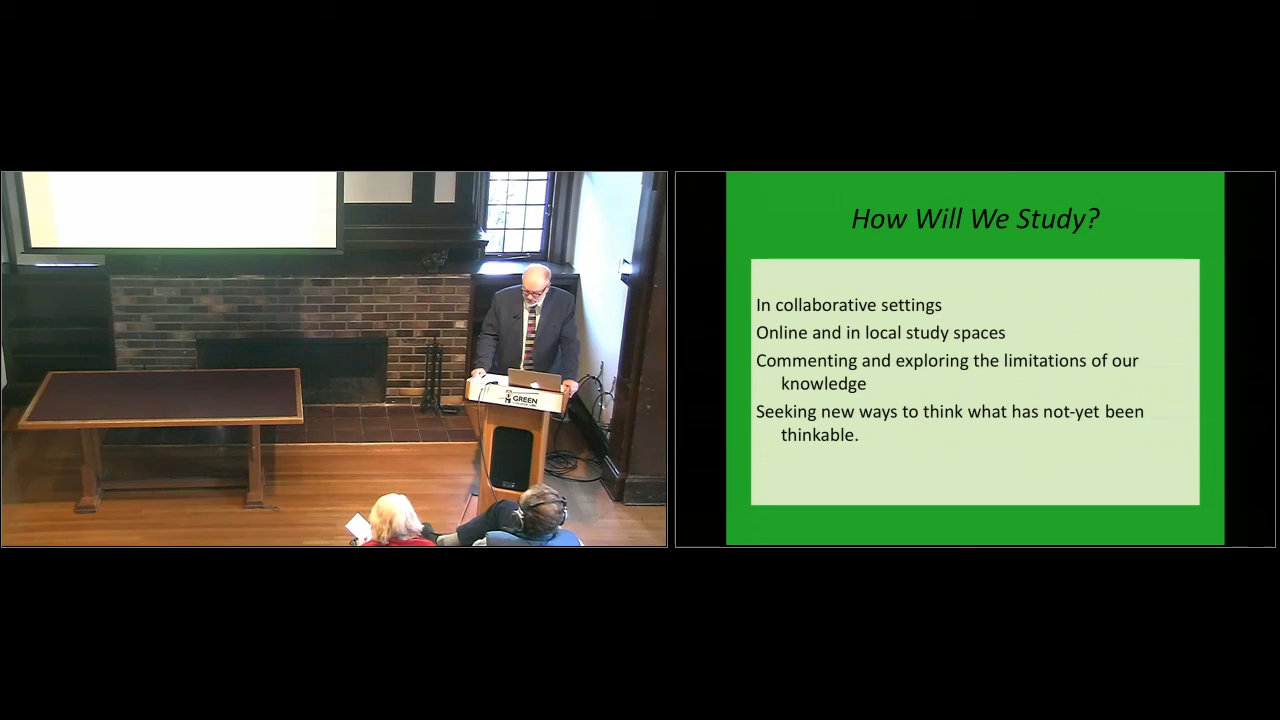 GREEN
How Will We Study?
In collaborative settings
Online and in local study spaces
Commenting and exploring the limitations of our
knowledge
Seeking new ways to think what has not-yet been
thinkable.